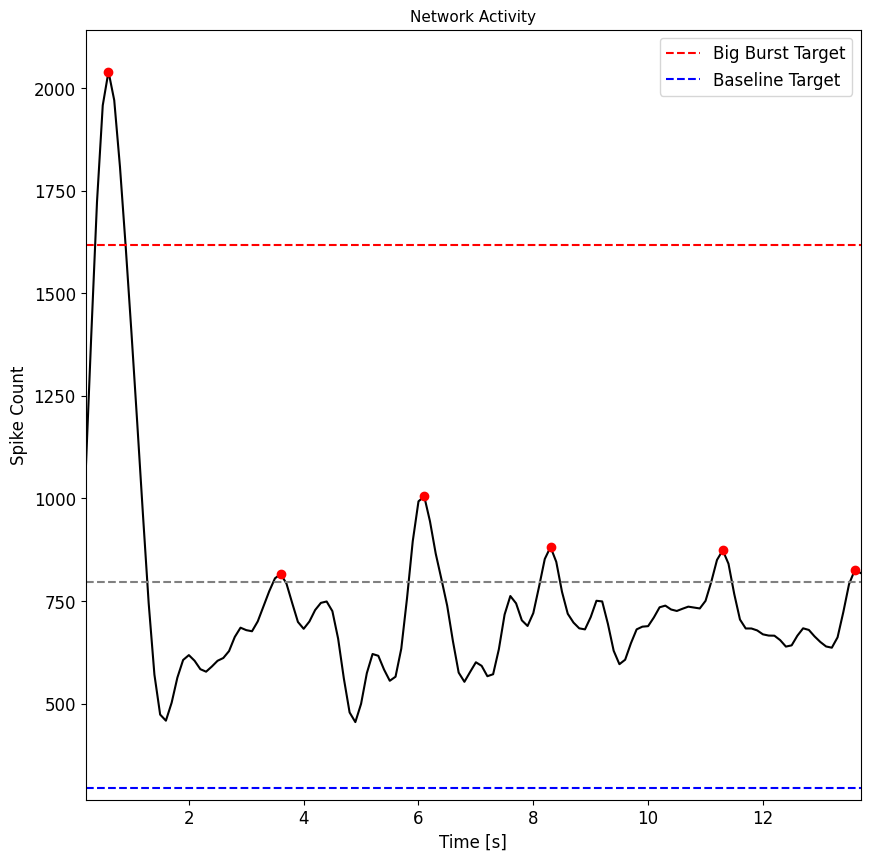 Network Activity
Big Burst Target
Baseline Target
2000
1750
1500
1250
1000
750
500
Spike Count
2 4 6 8 10 12
Time [s]